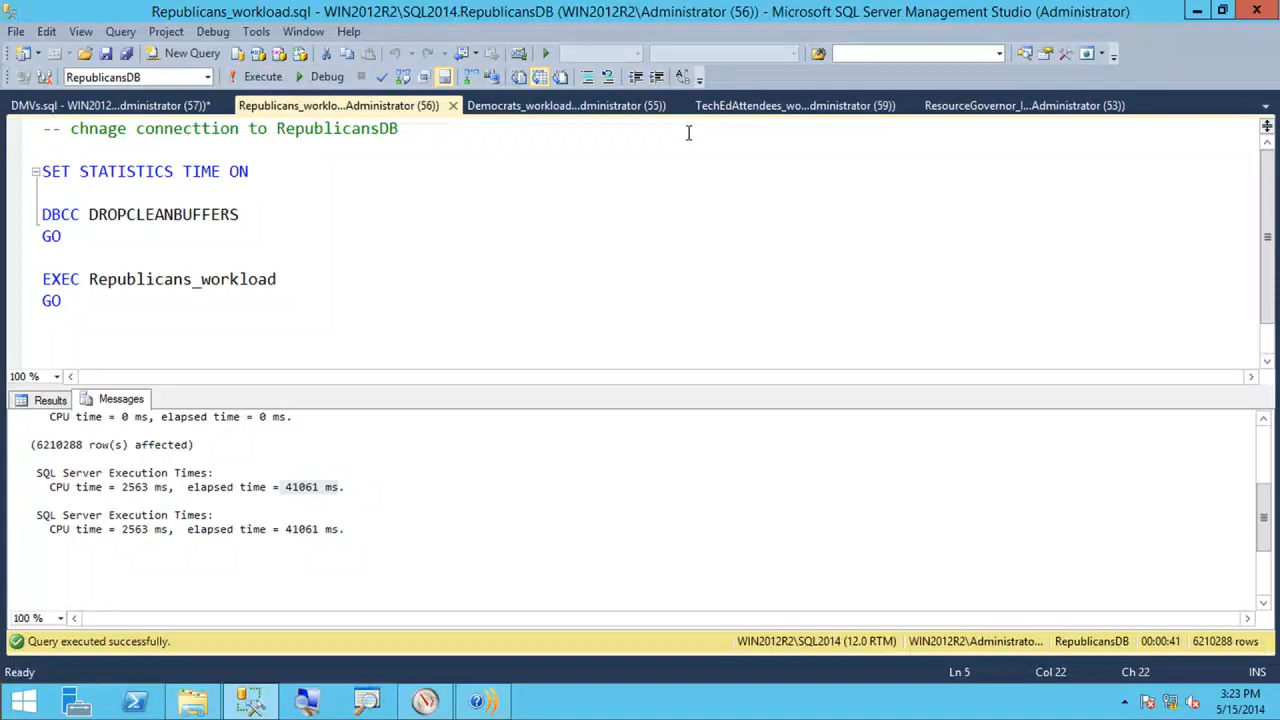 Republicans_workload.sql - WIN2012R2\SQL2014.RepublicansDB (WIN2012R2\Administrator (56)) - Microsoft SQL Server Management Studio (Administrator)
File Edit View Query Project Debug Tools Window Help
New Query
RepublicansDB Execute Debug
DMVs.sql - WIN2012...dministrator (57))* Republicans_worklo...Administrator (56)) Democrats_workload...dministrator (55)) TechEdAttendees_wo...dministrator (59)) ResourceGovernor_I...Administrator (53))
-- chnage connecttion to RepublicansDB
SET STATISTICS TIME ON
DBCC DROPCLEANBUFFERS
GO
EXEC Republicans_workload
GO
100 %
Results Messages
CPU time = 0 ms, elapsed time = 0 ms.
(6210288 row(s) affected)
SQL Server Execution Times:
CPU time = 2563 ms, elapsed time = 41061 ms.
SQL Server Execution Times:
CPU time = 2563 ms, elapsed time = 41061 ms.
100 %
Query executed successfully. WIN2012R2\SQL2014 (12.0 RTM) WIN2012R2\Administrato... RepublicansDB 00:00:41 6210288 rows
Ready Ln 5 Col 22 Ch 22 INS
3:23 PM
5/15/2014